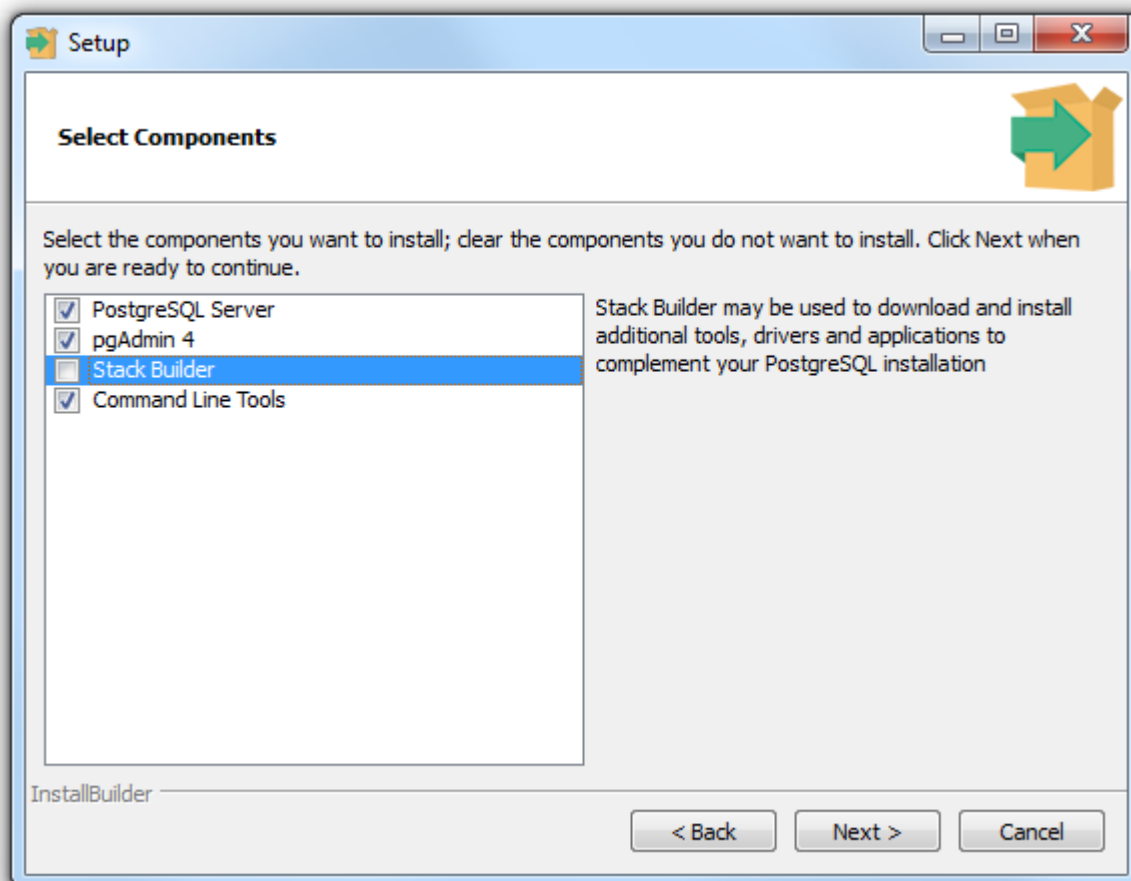 Setup
Select Components
Select the components you want to install; clear the components you do not want to install. Click Next when
you are ready to continue.
PostgreSQL Server
pgAdmin 4
Stack Builder
Command Line Tools
Stack Builder may be used to download and install
additional tools, drivers and applications to
complement your PostgreSQL installation
InstallBuilder
< Back
Next >
Cancel